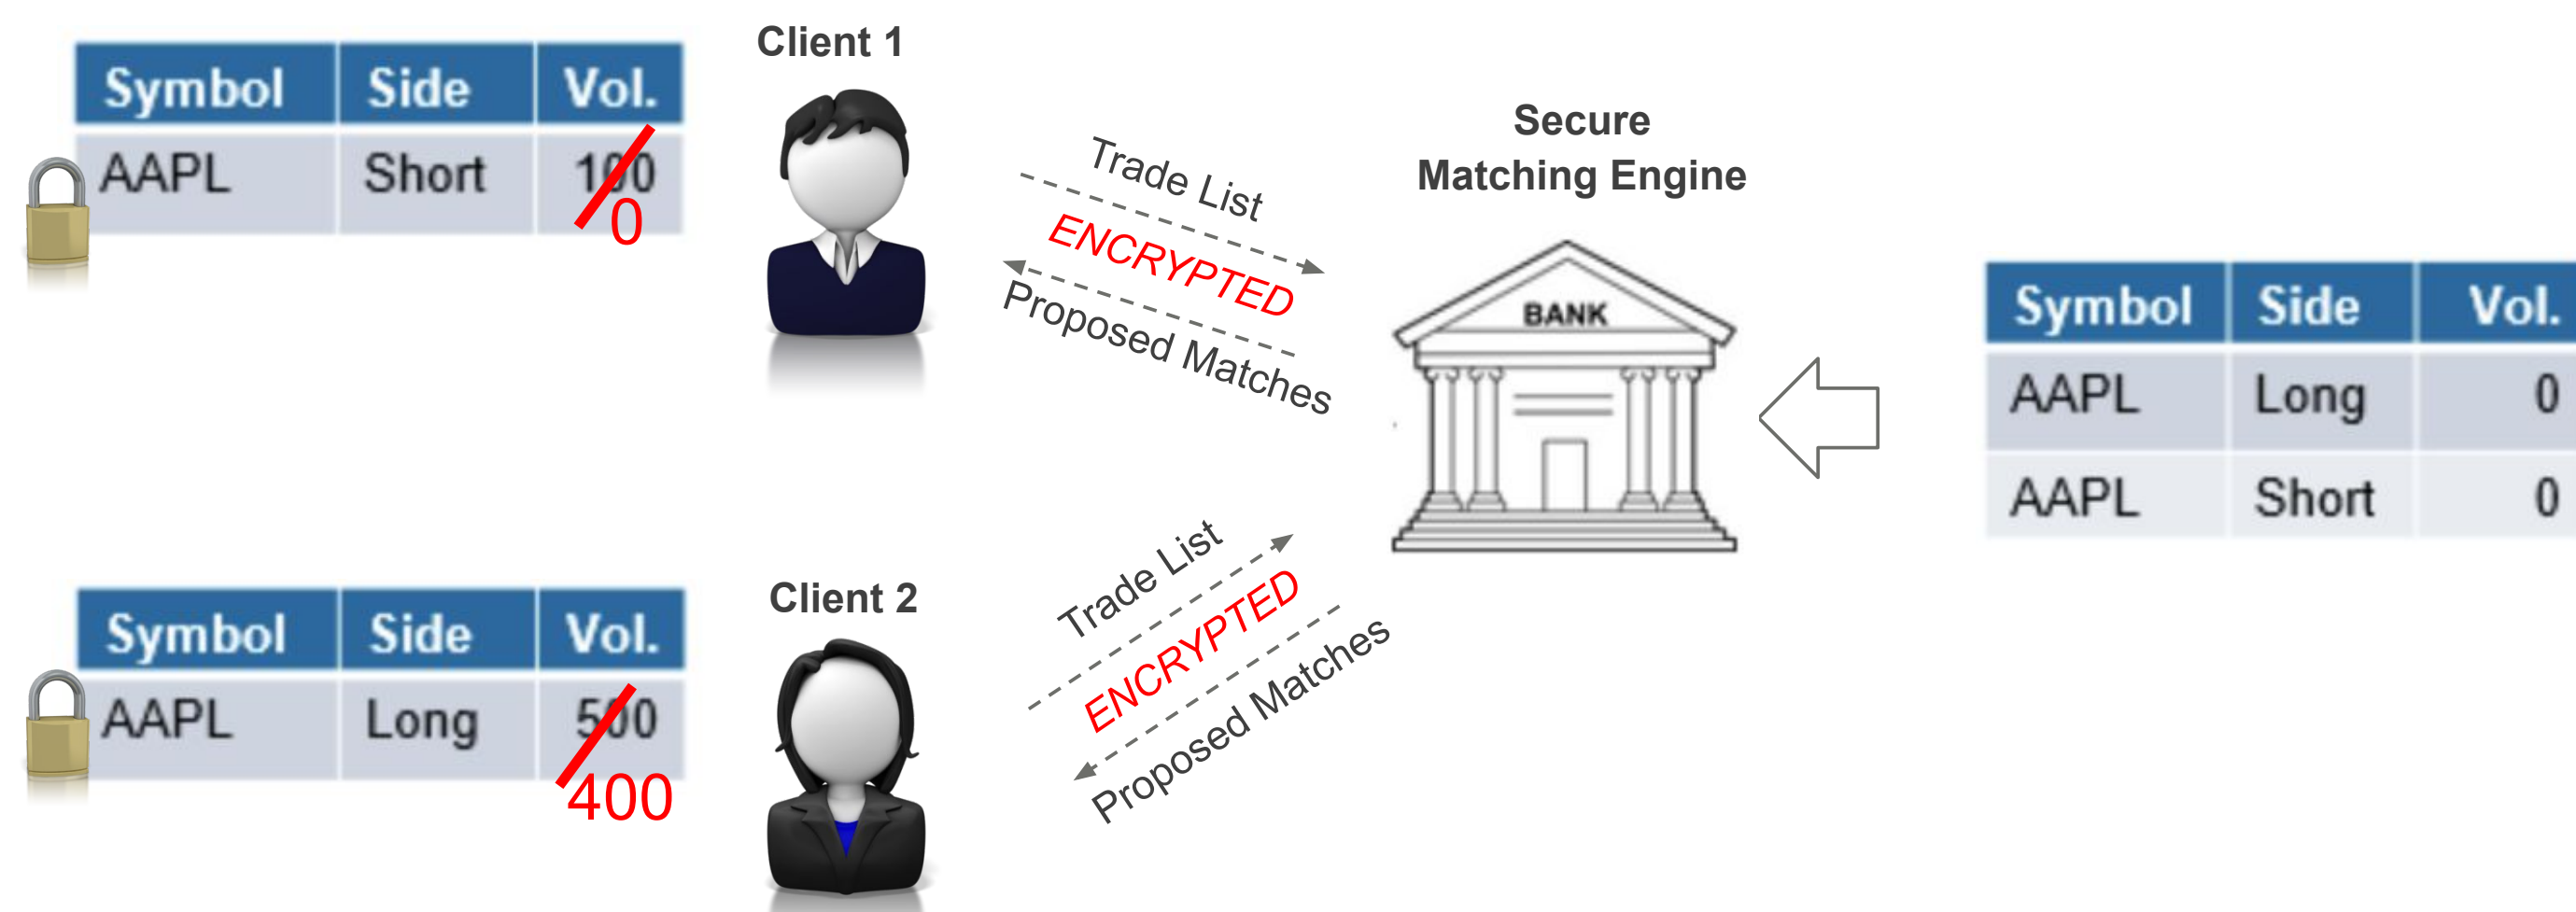 Client 1
Symbol Side Vol.
AAPL Short 100
0
Trade List
ENCRYPTED
Proposed Matches
Secure
Matching Engine
BANK
Symbol Side Vol.
AAPL Long 0
AAPL Short 0
Client 2
Symbol Side Vol.
AAPL Long 500
400
Trade List
ENCRYPTED
Proposed Matches